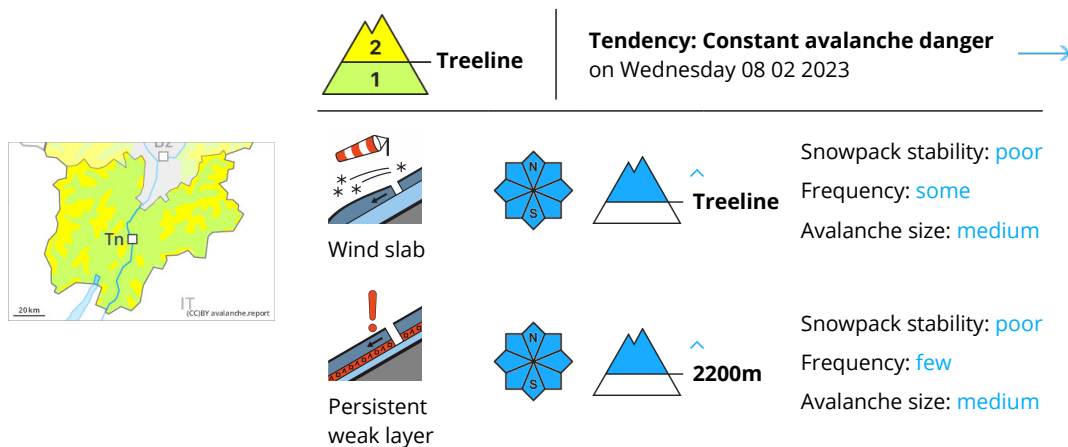 2
Treeline
1
Tendency: Constant avalanche danger
on Wednesday 08 02 2023
Bz
Tn
IT
20 km
(CC)BY avalanche.report
N
S
Treeline
Wind slab
Snowpack stability: poor
Frequency: some
Avalanche size: medium
N
S
2200m
Persistent
weak layer
Snowpack stability: poor
Frequency: few
Avalanche size: medium